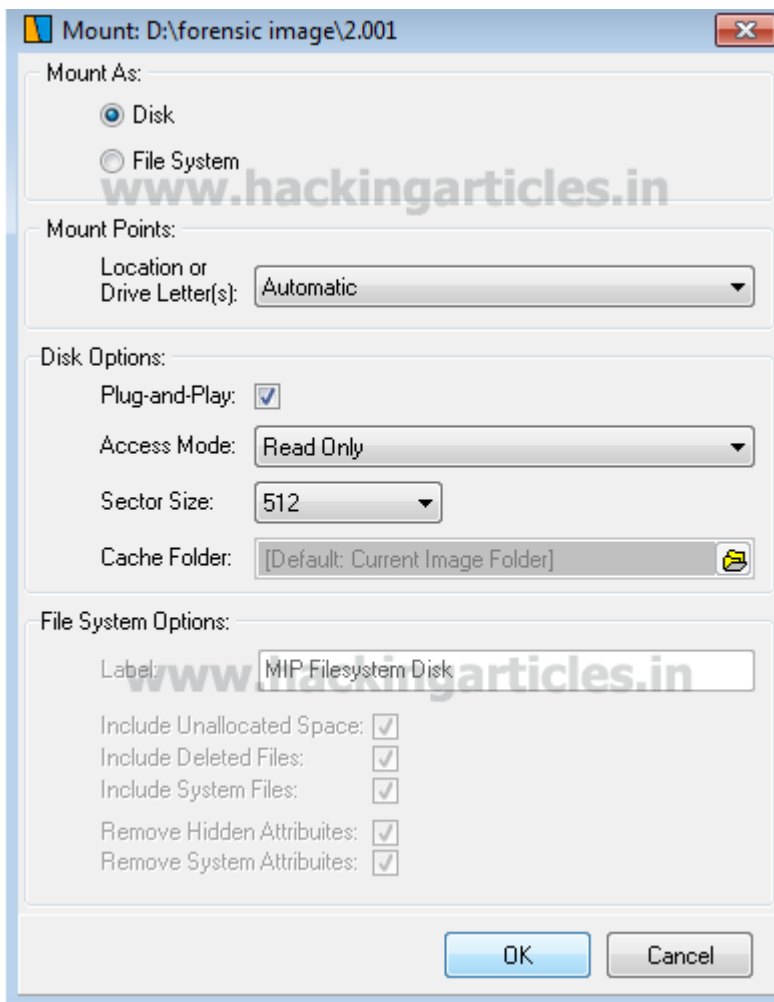 Mount: D:\forensic image\2.001
Mount As:
Disk
File System
www.hackingarticles.in
Mount Points:
Location or
Drive Letter(s):
Automatic
Disk Options:
Plug-and-Play:
Access Mode:
Read Only
Sector Size:
512
Cache Folder:
[Default: Current Image Folder]
File System Options:
Label:
MIP Filesystem Disk
www.hackingarticles.in
Include Unallocated Space:
Include Deleted Files:
Include System Files:
Remove Hidden Attribuites:
Remove System Attribuites:
OK
Cancel